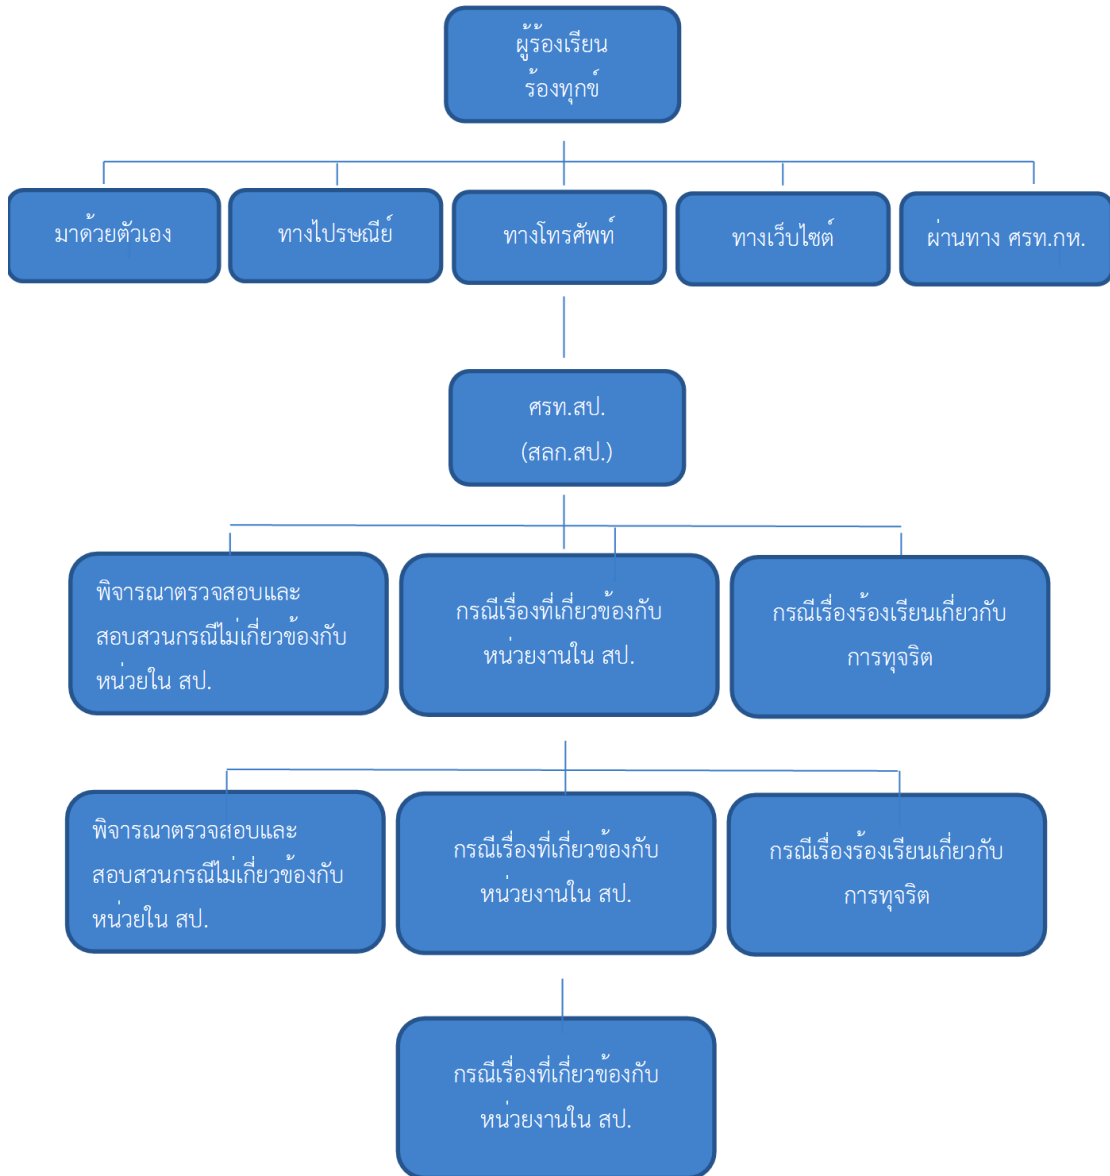 ผู้ร้องเรียน
ร้องทุกข์
มาด้วยตัวเอง
ทางไปรษณีย์
ทางโทรศัพท์
ทางเว็บไซต์
ผ่านทาง ศรท.กห.
ศรท.สป.
(สลก.สป.)
พิจารณาตรวจสอบและ
สอบสวนกรณีไม่เกี่ยวข้องกับ
หน่วยใน สป.
กรณีเรื่องที่เกี่ยวข้องกับ
หน่วยงานใน สป.
กรณีเรื่องร้องเรียนเกี่ยวกับ
การทุจริต
พิจารณาตรวจสอบและ
สอบสวนกรณีไม่เกี่ยวข้องกับ
หน่วยใน สป.
กรณีเรื่องที่เกี่ยวข้องกับ
หน่วยงานใน สป.
กรณีเรื่องร้องเรียนเกี่ยวกับ
การทุจริต
กรณีเรื่องที่เกี่ยวข้องกับ
หน่วยงานใน สป.